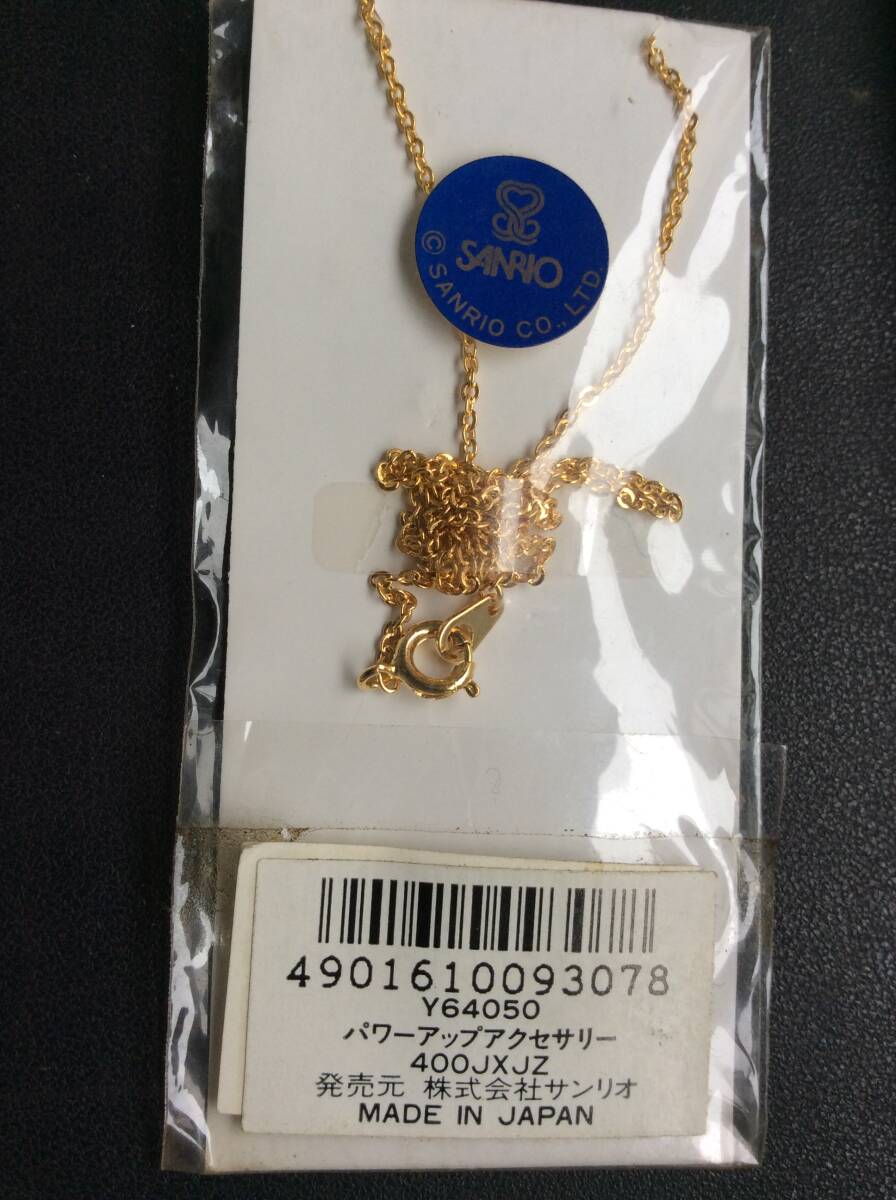 SANRIO
© SANRIO CO., LTD.
4901610093078
Y64050
パワーアップアクセサリー
400JXJZ
発売元 株式会社サンリオ
MADE IN JAPAN